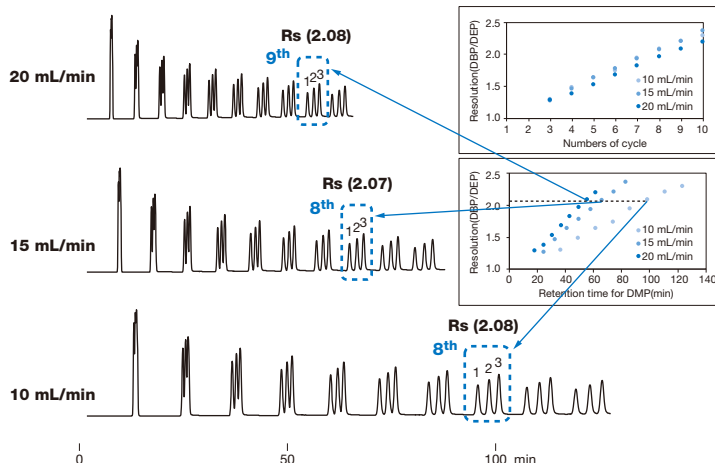 Rs (2.08)
9th
20 mL/min
1 2 3
Rs (2.07)
8th
15 mL/min
1 2 3
Rs (2.08)
8th
10 mL/min
1 2 3
0 50 100 min
Resolution(DBP/DEP)
2.5
2.0
1.5
1.0
10 mL/min
15 mL/min
20 mL/min
1 2 3 4 5 6 7 8 9 10
Numbers of cycle
Resolution(DBP/DEP)
2.5
2.0
1.5
1.0
10 mL/min
15 mL/min
20 mL/min
0 20 40 60 80 100 120 140
Retention time for DMP(min)